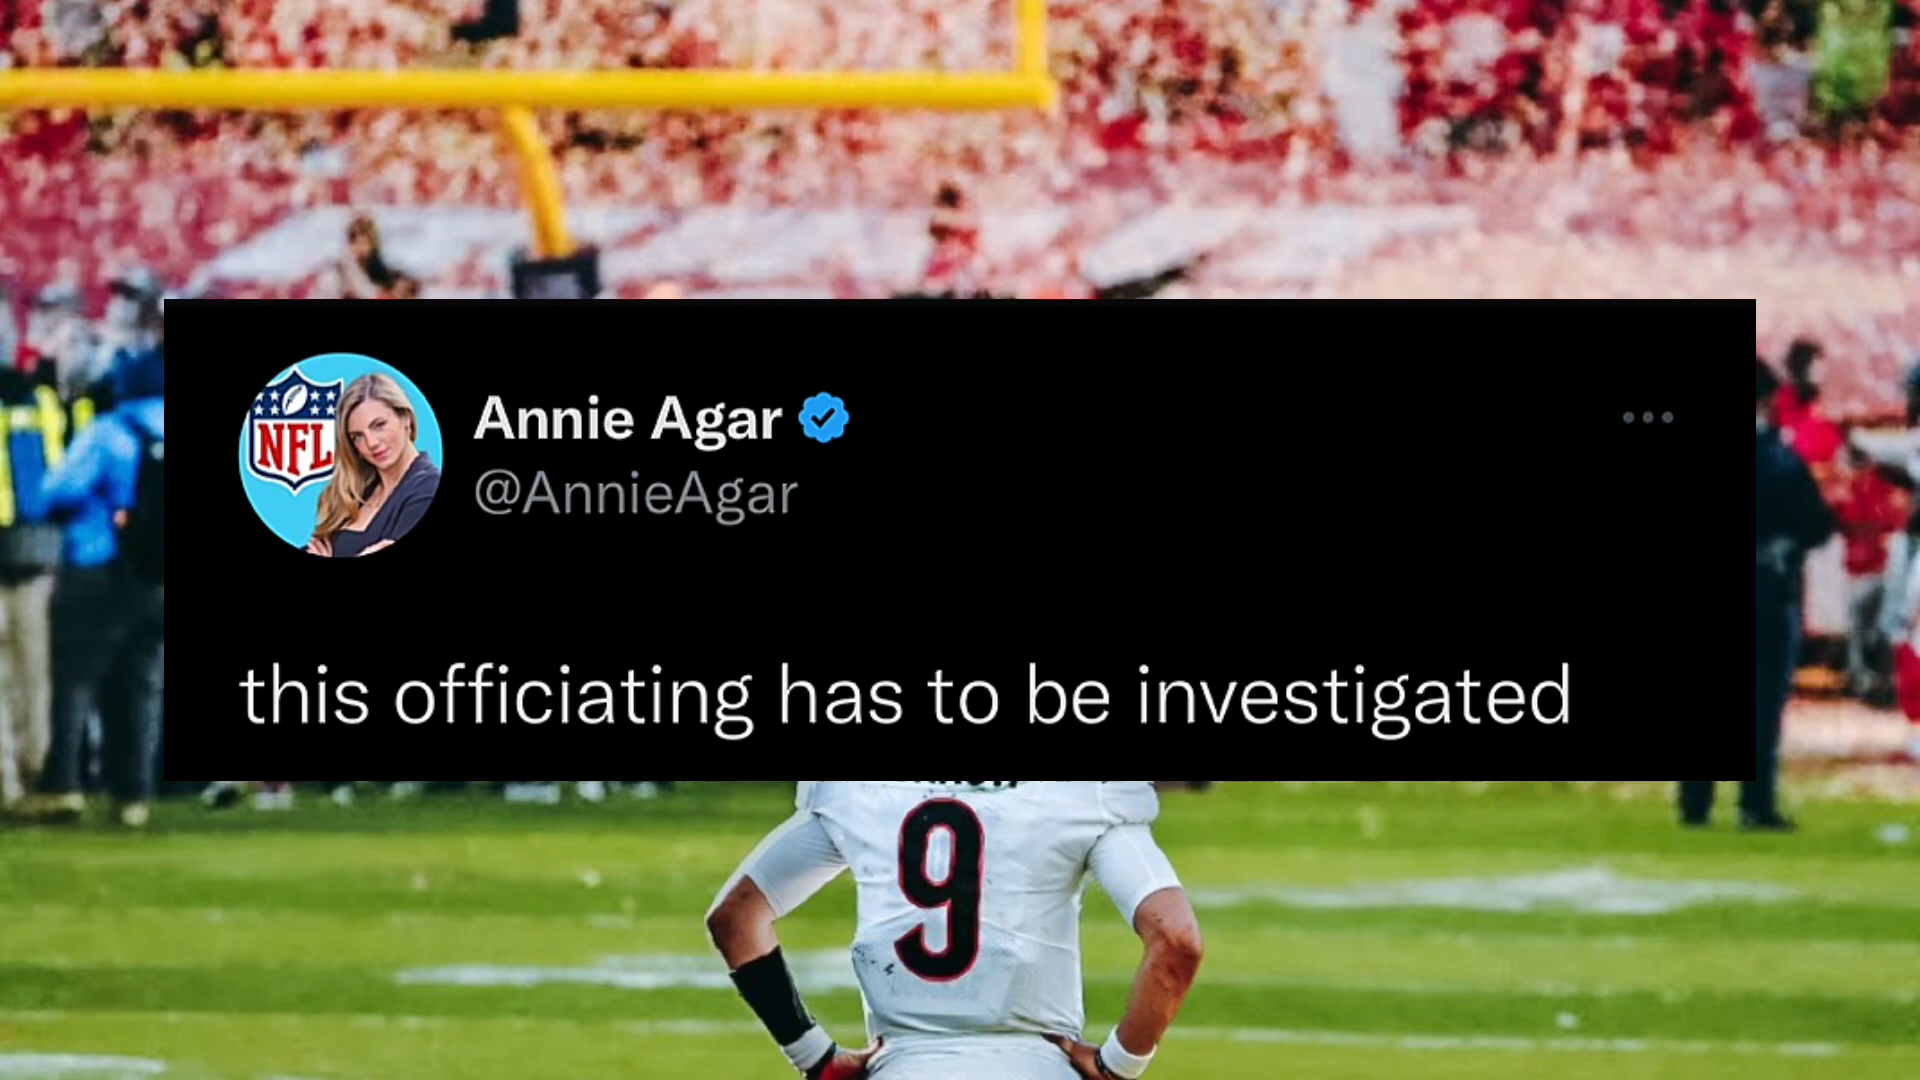 NFL
Annie Agar
@AnnieAgar
this officiating has to be investigated
9